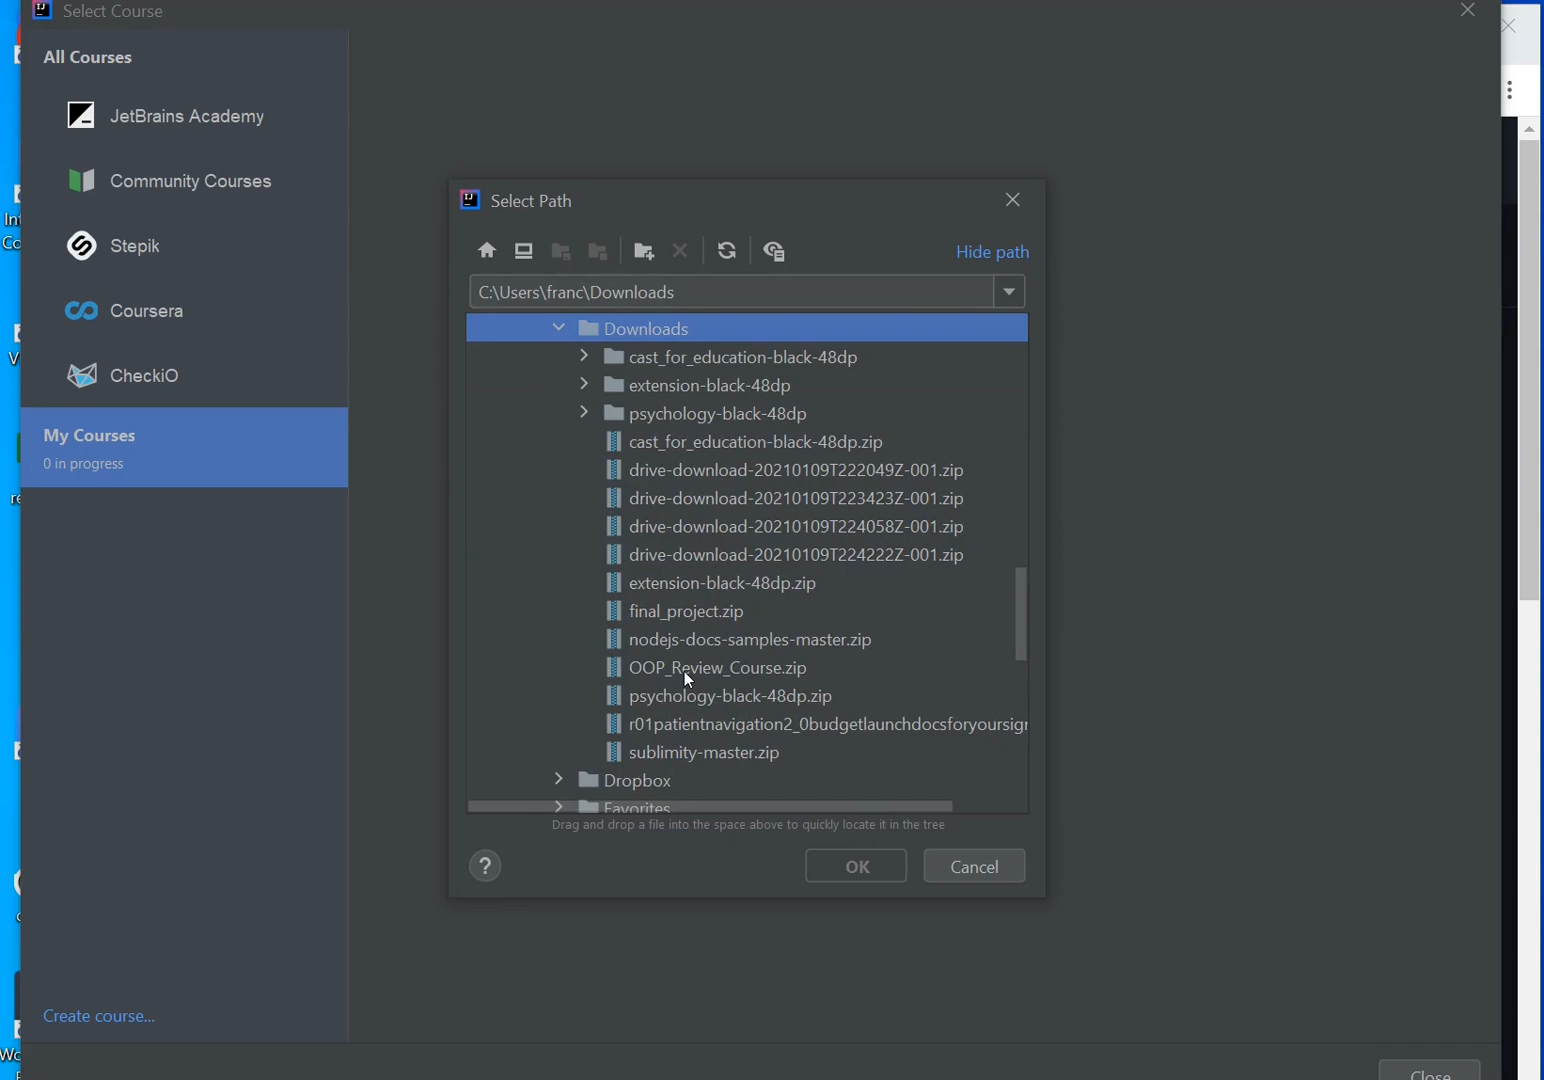 Select Course
All Courses
JetBrains Academy
Community Courses
Stepik
Coursera
CheckiO
My Courses
0 in progress
Create course...
Select Path
Hide path
C:\Users\franc\Downloads
Downloads
cast_for_education-black-48dp
extension-black-48dp
psychology-black-48dp
cast_for_education-black-48dp.zip
drive-download-20210109T222049Z-001.zip
drive-download-20210109T223423Z-001.zip
drive-download-20210109T224058Z-001.zip
drive-download-20210109T224222Z-001.zip
extension-black-48dp.zip
final_project.zip
nodejs-docs-samples-master.zip
OOP_Review_Course.zip
psychology-black-48dp.zip
r01patientnavigation2_0budgetlaunchdocsforyoursigr
sublimity-master.zip
Dropbox
Favorites
Drag and drop a file into the space above to quickly locate it in the tree
?
OK
Cancel
Close